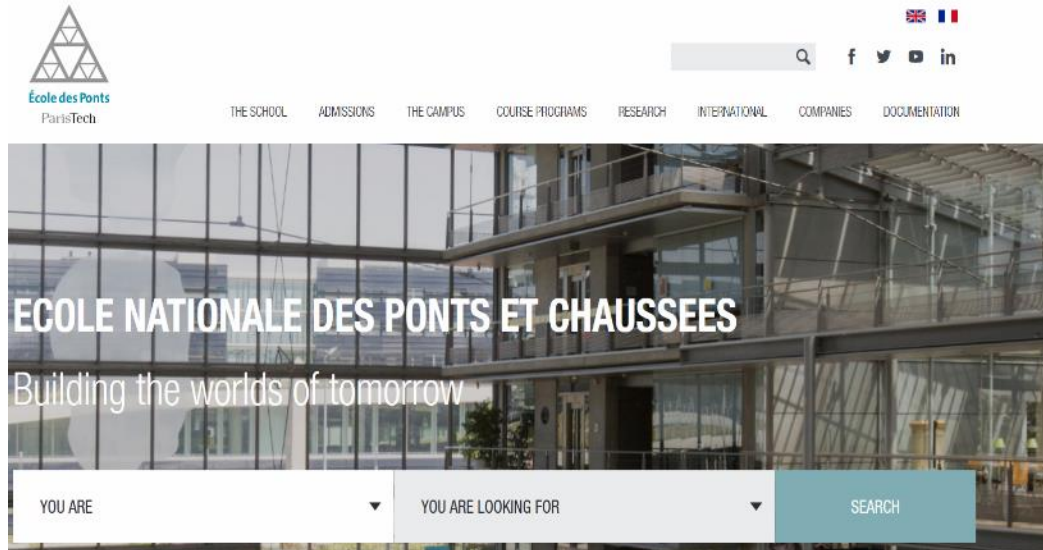 École des Ponts
ParisTech
THE SCHOOL ADMISSIONS THE CAMPUS COURSE PROGRAMS RESEARCH INTERNATIONAL COMPANIES DOCUMENTATION
ECOLE NATIONALE DES PONTS ET CHAUSSEES
Building the worlds of tomorrow
YOU ARE YOU ARE LOOKING FOR SEARCH